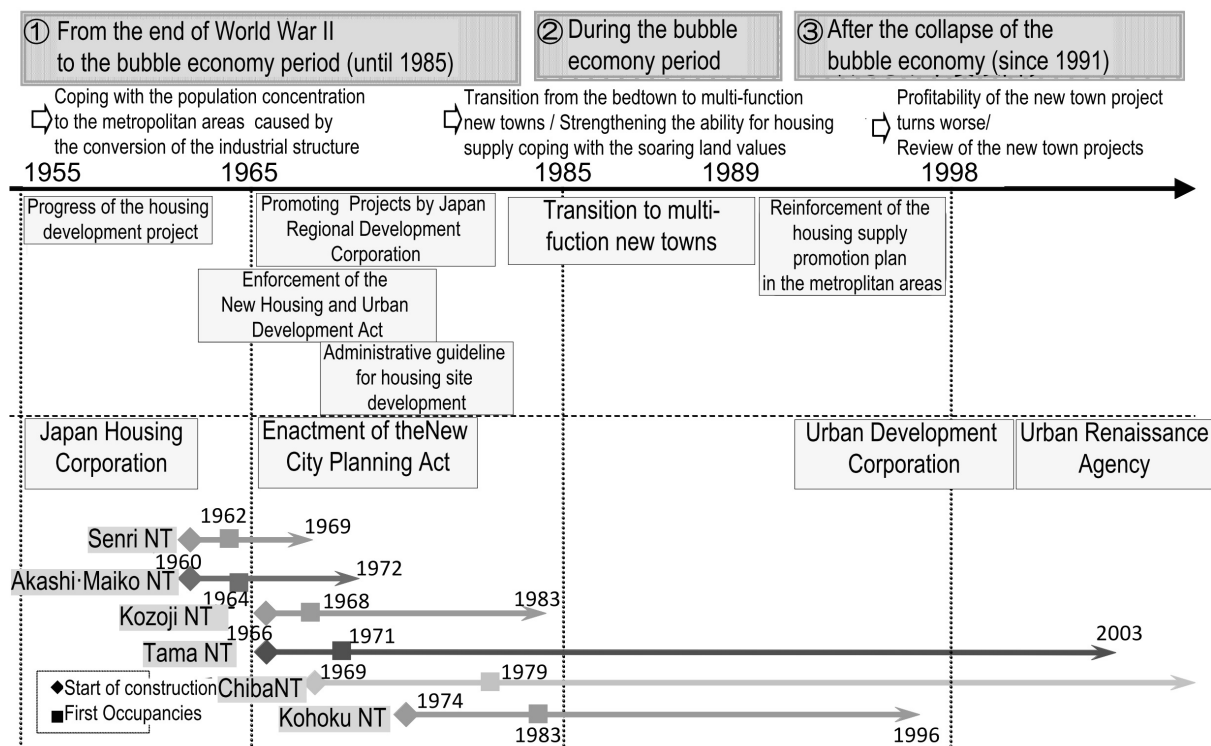 ① From the end of World War II
to the bubble economy period (until 1985)
② During the bubble
ecomony period
③ After the collapse of the
bubble economy (since 1991)
Coping with the population concentration
to the metropolitan areas caused by
the conversion of the industrial structure
Transition from the bedtown to multi-function
new towns / Strengthening the ability for housing
supply coping with the soaring land values
Profitability of the new town project
turns worse/
Review of the new town projects
1955
1965
1985
1989
1998
Progress of the housing
development project
Promoting Projects by Japan
Regional Development
Corporation
Transition to multi-
fuction new towns
Reinforcement of the
housing supply
promotion plan
in the metroplitan areas
Enforcement of the
New Housing and Urban
Development Act
Administrative guideline
for housing site
development
Japan Housing
Corporation
Enactment of theNew
City Planning Act
Urban Development
Corporation
Urban Renaissance
Agency
Senri NT
1962
1969
1960
Akashi·Maiko NT
1972
1964
Kozoji NT
1968
1983
1966
Tama NT
1971
2003
1969
ChibaNT
1979
1974
Kohoku NT
1983
1996
◆Start of construction
■First Occupancies